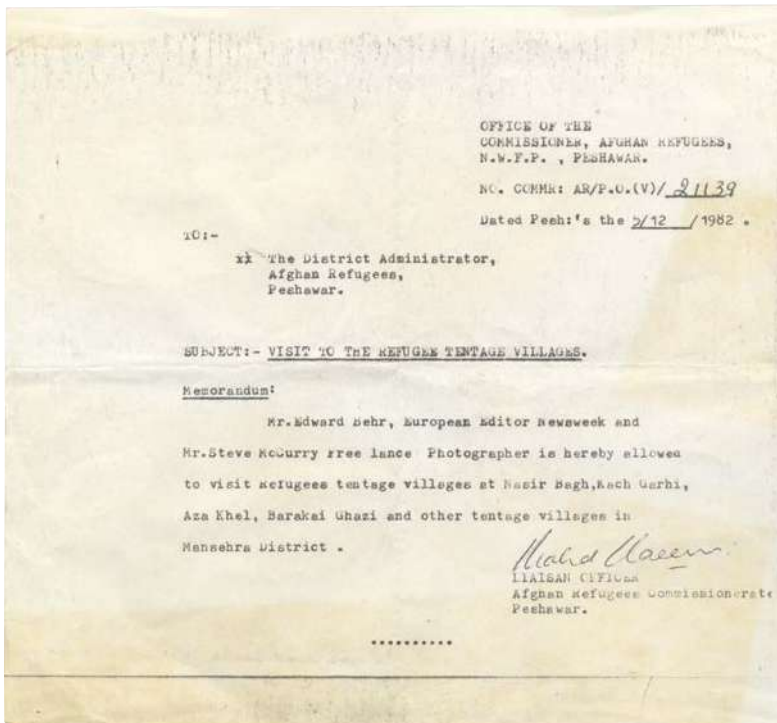 OFFICE OF THE
COMMISSIONER, AFGHAN REFUGEES,
N.W.F.P. , PESHAWAR.
NO. COMMR: AR/P.O.(V)/ 21139
Dated Pesh:'s the 5/12 /1982 .
TO:-
xx The District Administrator,
Afghan Refugees,
Peshawar.
SUBJECT:- VISIT TO THE REFUGEE TENTAGE VILLAGES.
Memorandum:
Mr.Edward Behr, European Editor Newsweek and
Mr.Steve McCurry Free lance Photographer is hereby allowed
to visit Refugees tentage villages at Nasir Bagh,Kach Garhi,
Aza Khel, Barakai Ghazi and other tentage villages in
Mansehra District .
LIAISAN OFFICER
Afghan Refugees Commissionerate
Peshawar.
**********